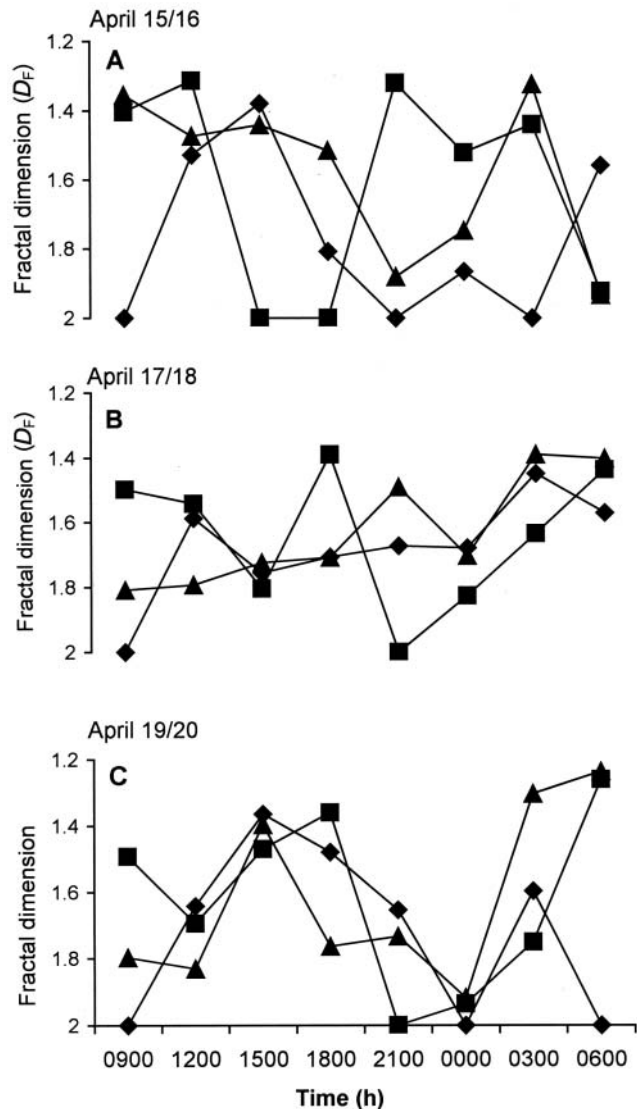 April 15/16
A
1.2
1.4
1.6
1.8
2
Fractal dimension (D_F)
April 17/18
B
1.2
1.4
1.6
1.8
2
Fractal dimension (D_F)
April 19/20
C
1.2
1.4
1.6
1.8
2
Fractal dimension
0900 1200 1500 1800 2100 0000 0300 0600
Time (h)